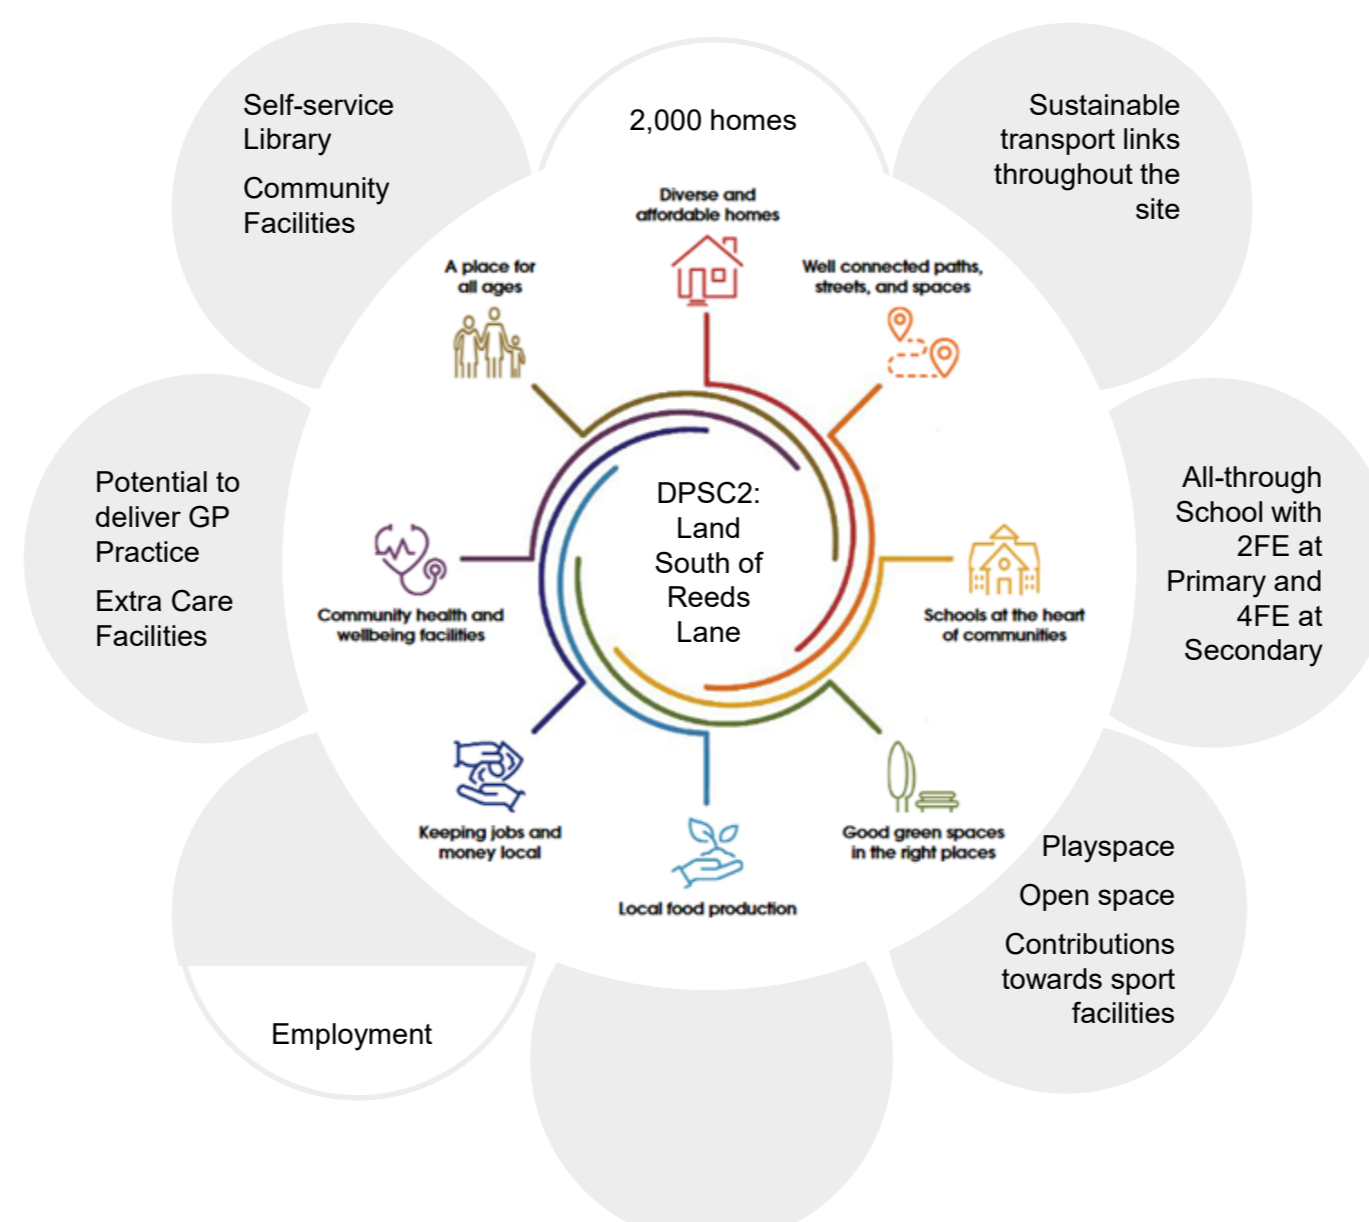 Self-service
Library
Community
Facilities
2,000 homes
Sustainable
transport links
throughout the
site
Diverse and
affordable homes
A place for
all ages
Well connected paths,
streets, and spaces
Potential to
deliver GP
Practice
Extra Care
Facilities
Community health and
wellbeing facilities
DPSC2:
Land
South of
Reeds
Lane
Schools at the heart
of communities
All-through
School with
2FE at
Primary and
4FE at
Secondary
Keeping jobs and
money local
Local food production
Good green spaces
in the right places
Playspace
Open space
Contributions
towards sport
facilities
Employment